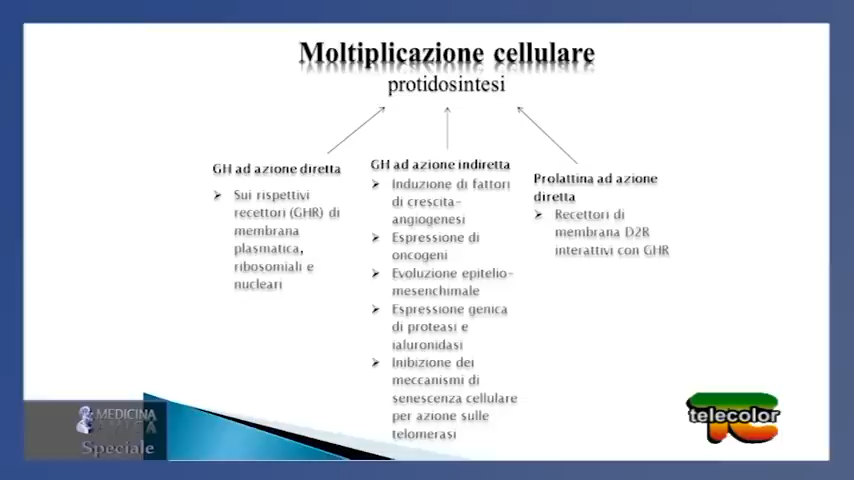 Moltiplicazione cellulare
protidosintesi
GH ad azione diretta
Sui rispettivi
recettori (GHR) di
membrana
plasmatica,
ribosomiali e
nucleari
GH ad azione indiretta
Induzione di fattori
di crescita-
angiogenesi
Espressione di
oncogeni
Evoluzione epitelio-
mesenchimale
Espressione genica
di proteasi e
ialuronidasi
Inibizione dei
meccanismi di
senescenza cellulare
per azione sulle
telomerasi
Prolattina ad azione
diretta
Recettori di
membrana D2R
interattivi con GHR
MEDICINA
Speciale
telecolor